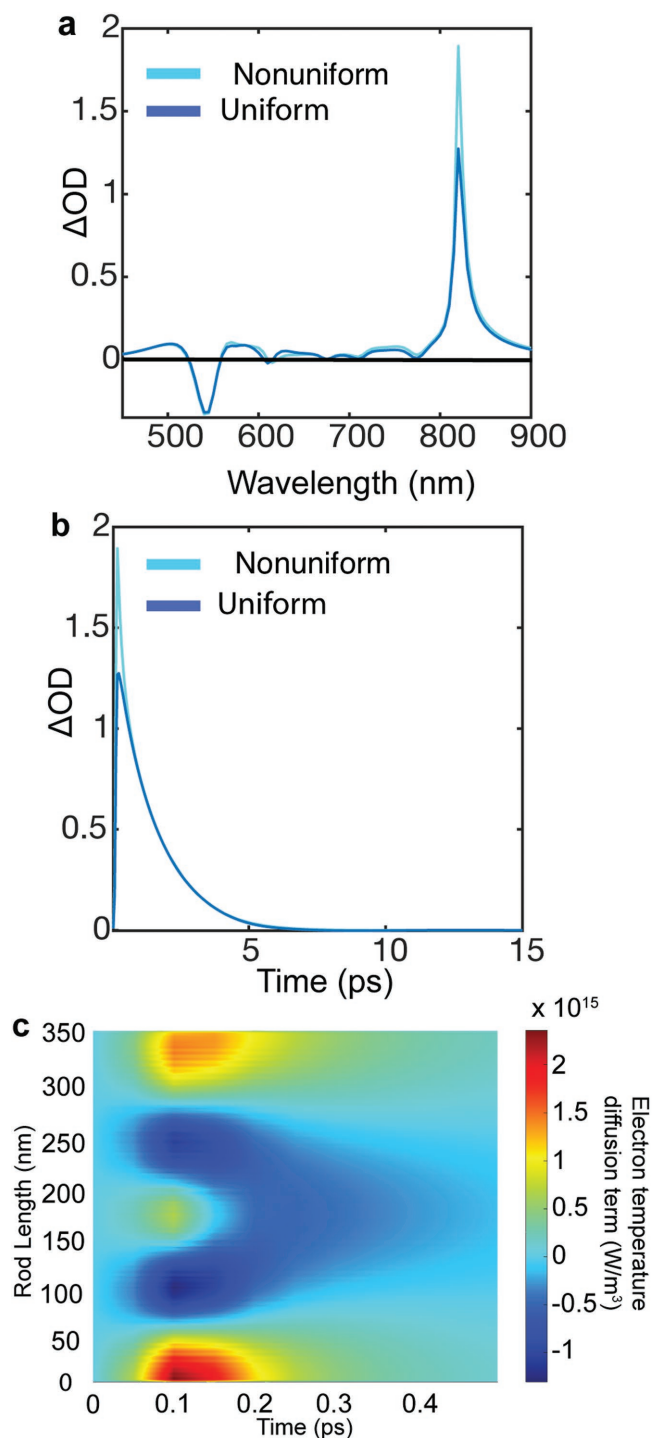 a
2
1.5
1
0.5
0
ΔOD
Nonuniform
Uniform
500 600 700 800 900
Wavelength (nm)
b
2
1.5
1
0.5
0
ΔOD
Nonuniform
Uniform
5 10 15
Time (ps)
c
350
300
250
200
150
100
50
0
Rod Length (nm)
0 0.1 0.2 0.3 0.4
Time (ps)
x 10¹⁵
2
1.5
1
0.5
0
-0.5
-1
Electron temperature
diffusion term (W/m³)